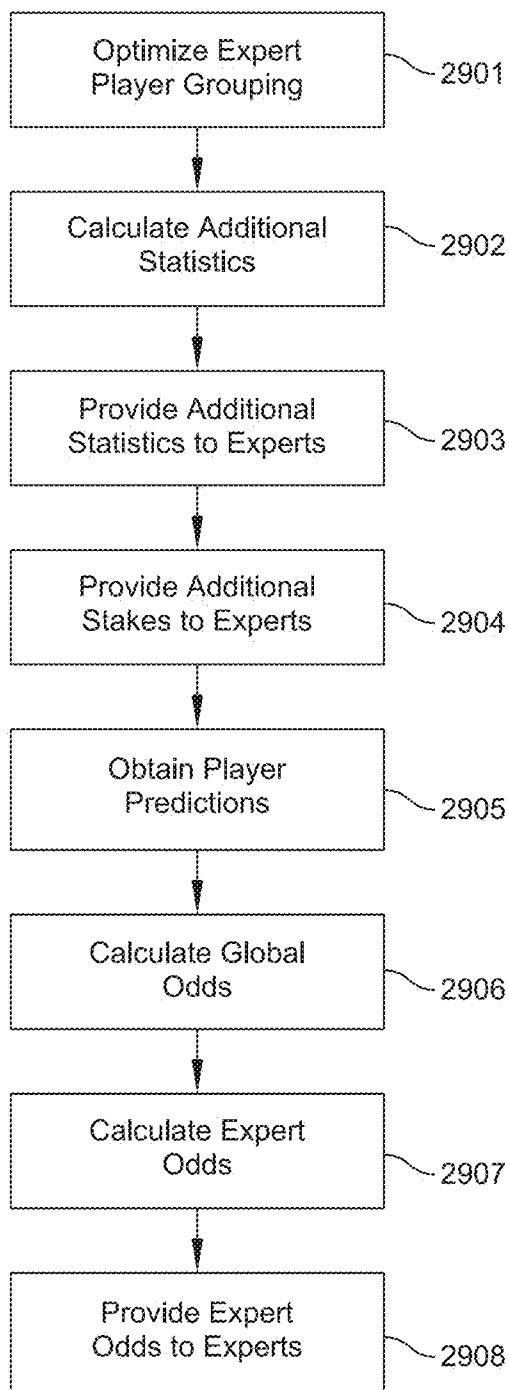 Optimize Expert
Player Grouping
2901
Calculate Additional
Statistics
2902
Provide Additional
Statistics to Experts
2903
Provide Additional
Stakes to Experts
2904
Obtain Player
Predictions
2905
Calculate Global
Odds
2906
Calculate Expert
Odds
2907
Provide Expert
Odds to Experts
2908